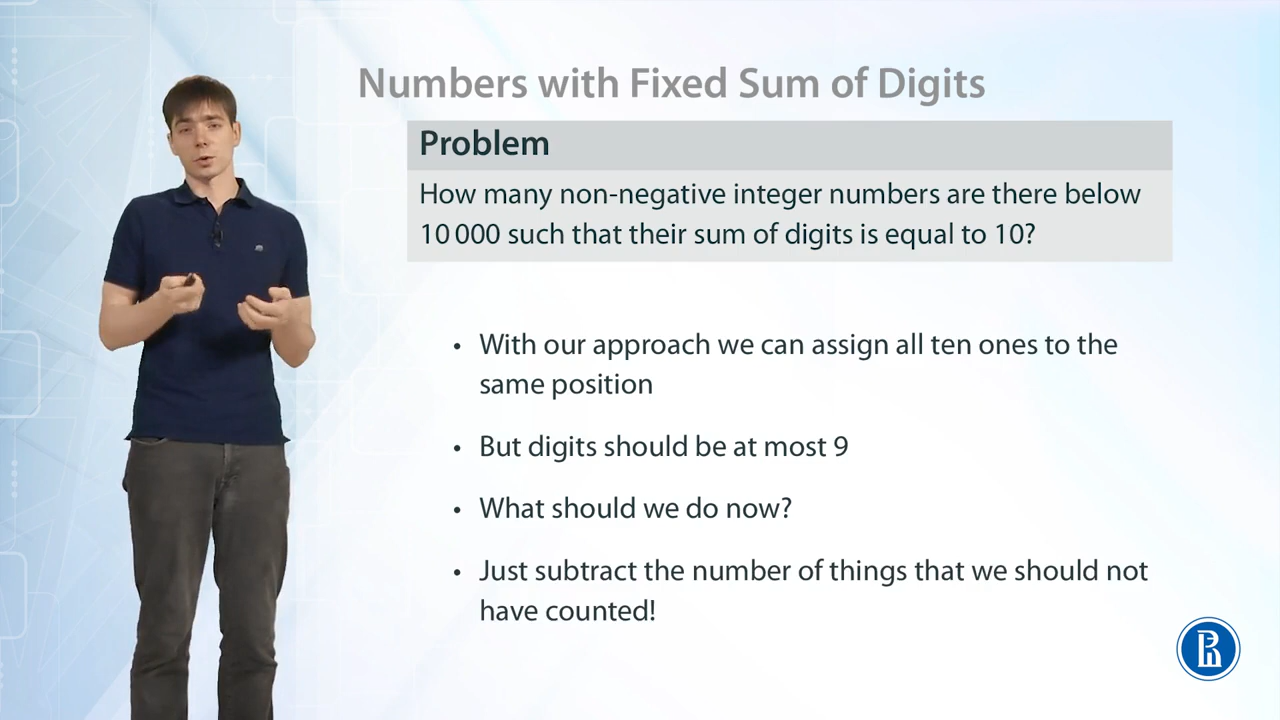 Numbers with Fixed Sum of Digits
Problem
How many non-negative integer numbers are there below
10 000 such that their sum of digits is equal to 10?
• With our approach we can assign all ten ones to the
same position
• But digits should be at most 9
• What should we do now?
• Just subtract the number of things that we should not
have counted!